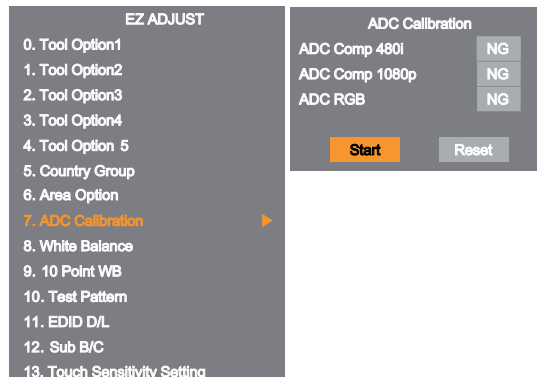 EZ ADJUST
0. Tool Option1
1. Tool Option2
2. Tool Option3
3. Tool Option4
4. Tool Option 5
5. Country Group
6. Area Option
7. ADC Calibration
8. White Balance
9. 10 Point WB
10. Test Pattern
11. EDID D/L
12. Sub B/C
13. Touch Sensitivity Setting
ADC Calibration
ADC Comp 480i NG
ADC Comp 1080p NG
ADC RGB NG
Start Reset